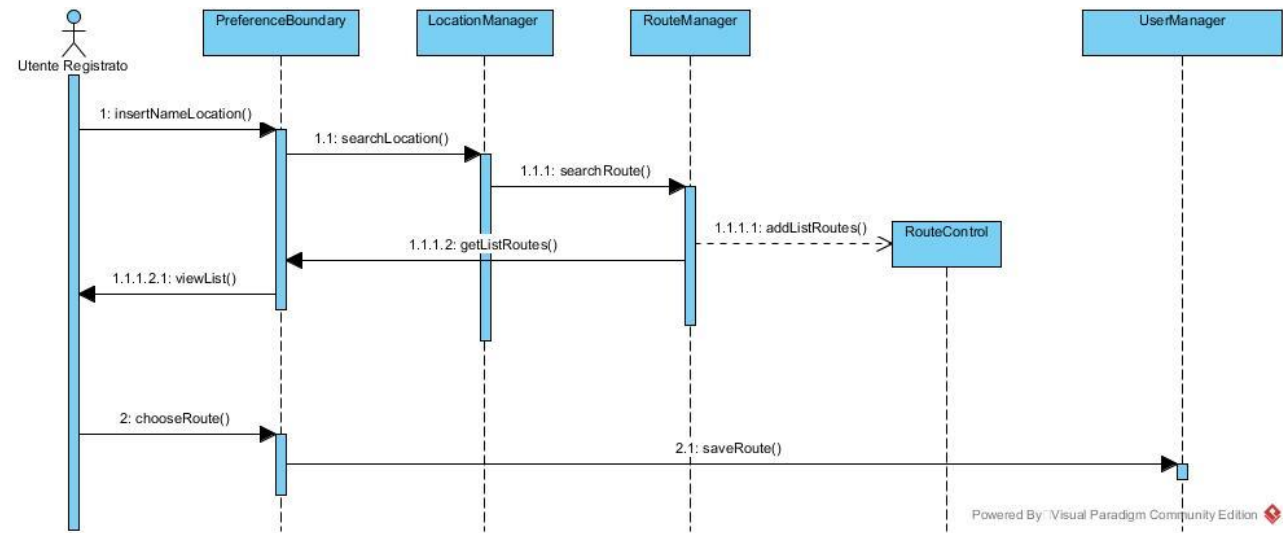 PreferenceBoundary
LocationManager
RouteManager
UserManager
Utente Registrato
1: insertNameLocation()
1.1: searchLocation()
1.1.1: searchRoute()
1.1.1.1: addListRoutes()
RouteControl
1.1.1.2: getListRoutes()
1.1.1.2.1: viewList()
2: chooseRoute()
2.1: saveRoute()
Powered By Visual Paradigm Community Edition